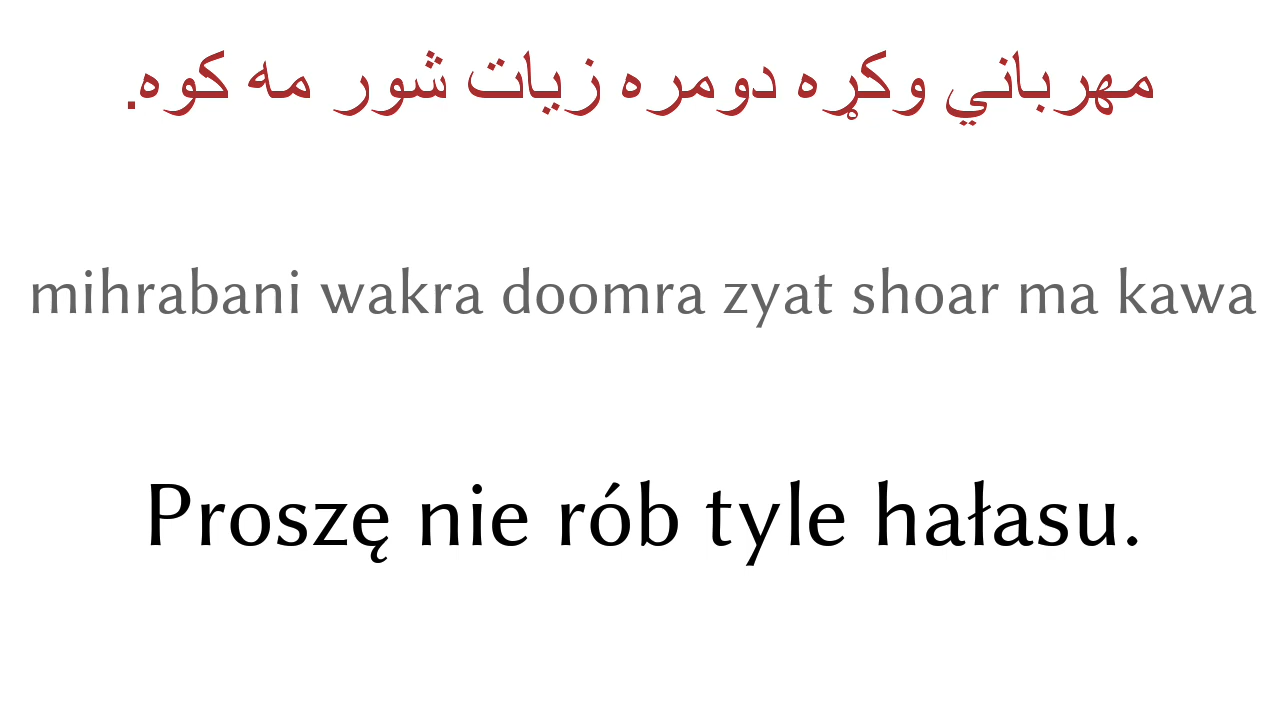 مهرباني وکړه دومره زيات شور مه کوه.
mihrabani wakra doomra zyat shoar ma kawa
Proszę nie rób tyle hałasu.